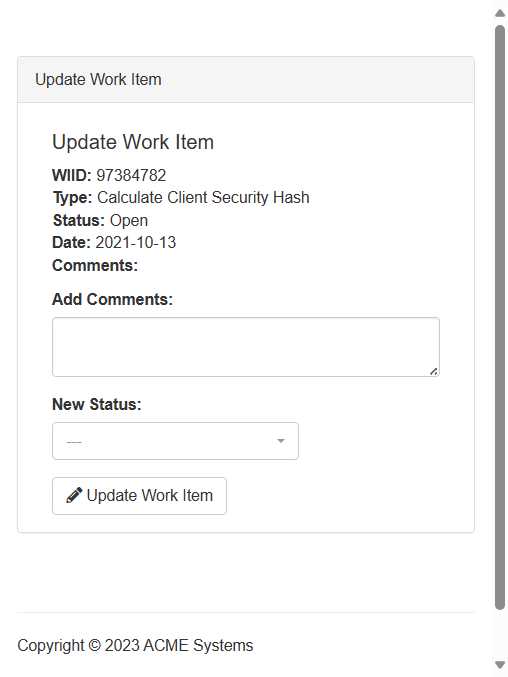 Update Work Item
Update Work Item
WIID: 97384782
Type: Calculate Client Security Hash
Status: Open
Date: 2021-10-13
Comments:
Add Comments:
New Status:
---
Update Work Item
Copyright © 2023 ACME Systems